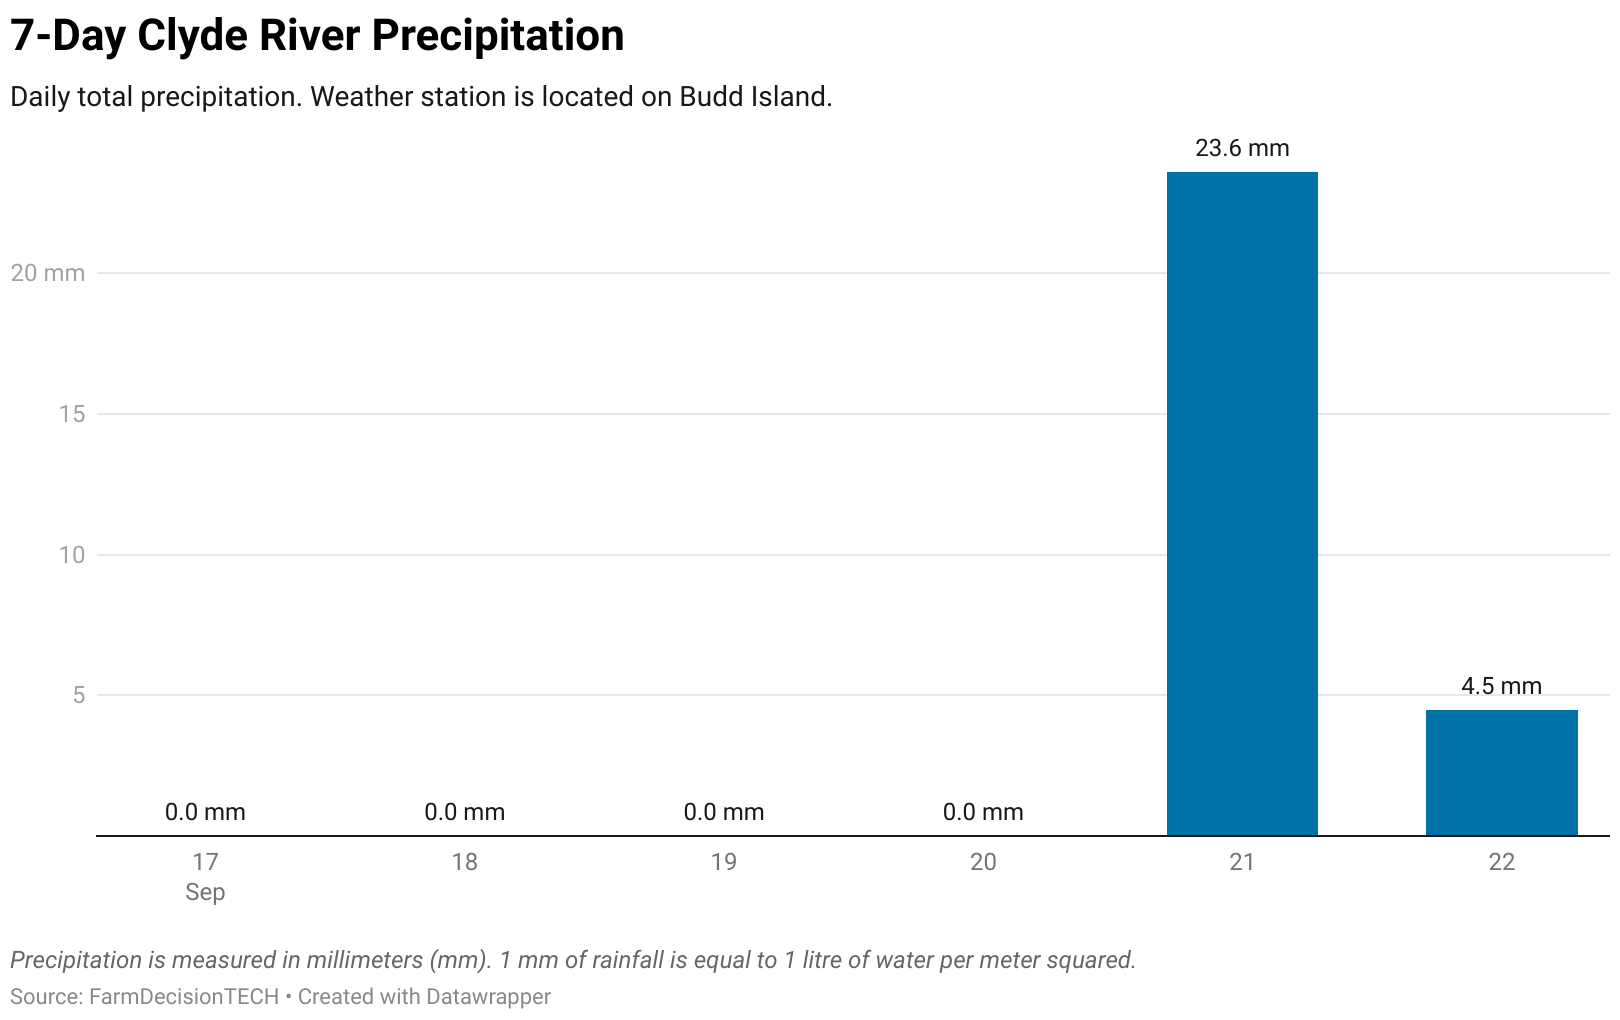 7-Day Clyde River Precipitation
Daily total precipitation. Weather station is located on Budd Island.
23.6 mm
20 mm
15
10
5
4.5 mm
0.0 mm 0.0 mm 0.0 mm 0.0 mm
17 18 19 20 21 22
Sep
Precipitation is measured in millimeters (mm). 1 mm of rainfall is equal to 1 litre of water per meter squared.
Source: FarmDecisionTECH • Created with Datawrapper